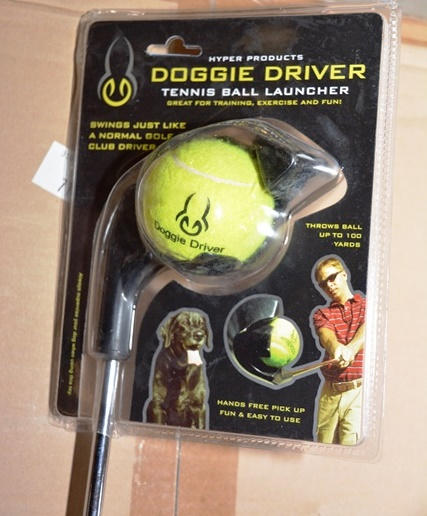 HYPER PRODUCTS
DOGGIE DRIVER
TENNIS BALL LAUNCHER
GREAT FOR TRAINING, EXERCISE AND FUN!
SWINGS JUST LIKE
A NORMAL GOLF
CLUB DRIVER
Doggie Driver
THROWS BALL
UP TO 100
YARDS
HANDS FREE PICK UP
FUN & EASY TO USE